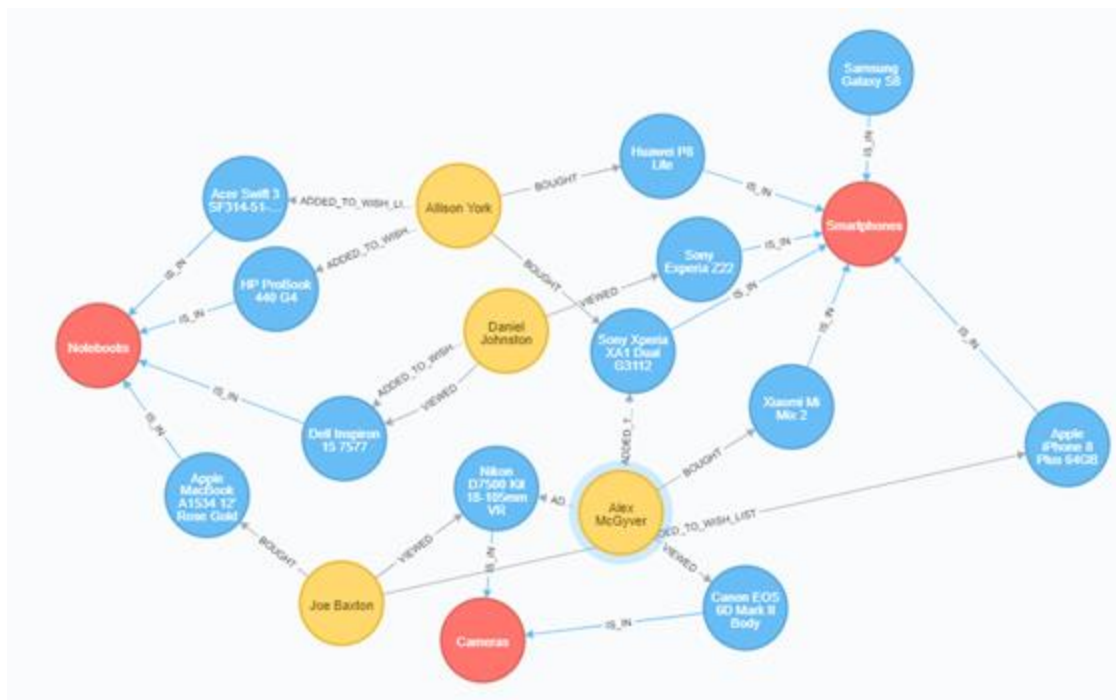 Samsung
Galaxy S8
IS_IN
Huawei P8
Lite
BOUGHT
IS_IN
Acer Swift 3
SF314-51-...
ADDED_TO_WISH_LI...
Allison York
Smartphones
IS_IN
HP ProBook
440 G4
ADDED_TO_WISH...
BOUGHT
Sony
Experia Z22
IS_IN
IS_IN
VIEWED
IS_IN
Notebooks
Daniel
Johnston
Sony Xperia
XA1 Dual
G3112
IS_IN
IS_IN
ADDED_TO_WISH...
VIEWED
IS_IN
Dell Inspiron
15 7577
ADDED_T...
Xiaomi Mi
Mix 2
Apple
iPhone 8
Plus 64GB
IS_IN
BOUGHT
Apple
MacBook
A1534 12'
Rose Gold
Nikon
D7500 Kit
18-105mm
VR
AD...
Alex
McGyver
DED_TO_WISH_LIST
BOUGHT
VIEWED
IS_IN
VIEWED
Joe Baxton
Canon EOS
6D Mark II
Body
IS_IN
Cameras